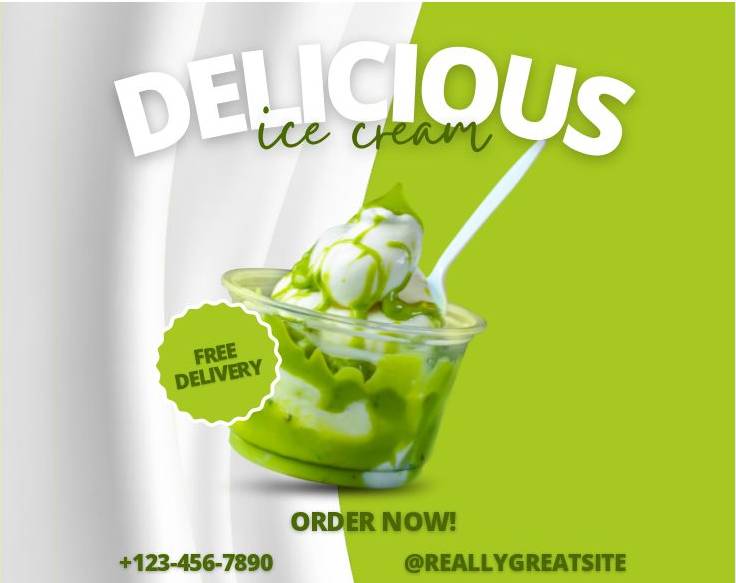 DELICIOUS
ice cream
FREE
DELIVERY
ORDER NOW!
+123-456-7890
@REALLYGREATSITE